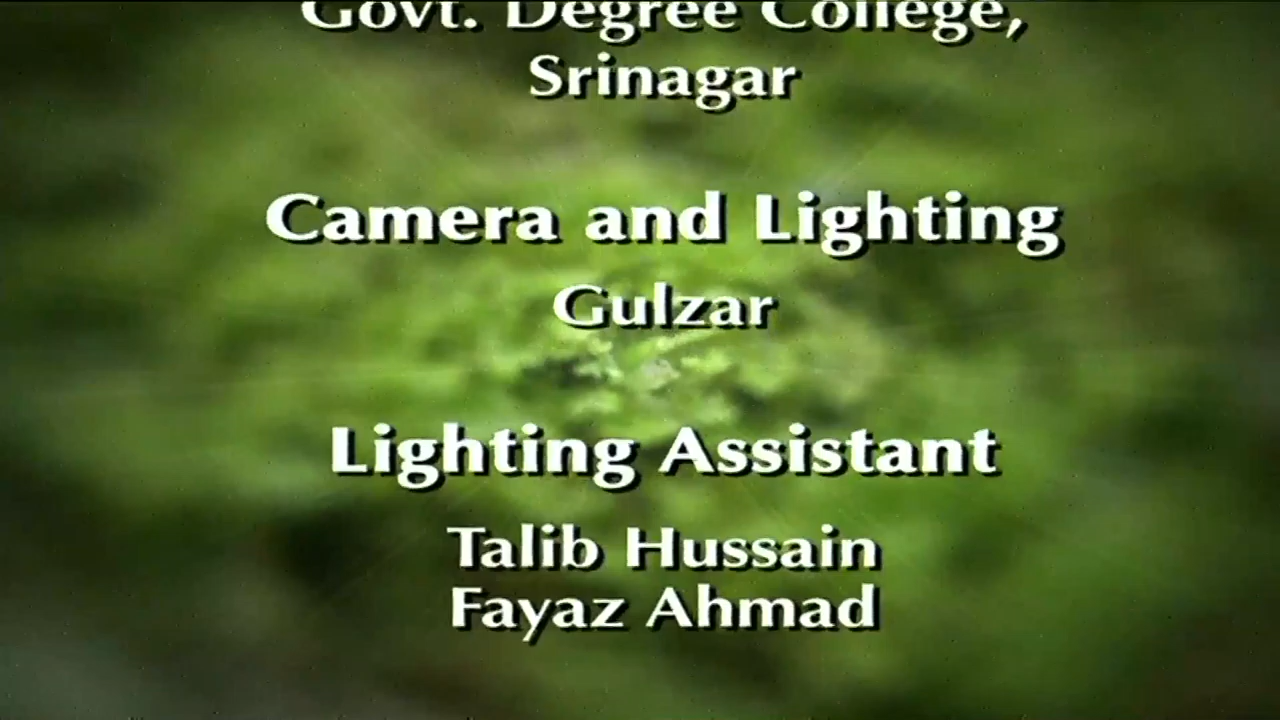 Govt. Degree College,
Srinagar
Camera and Lighting
Gulzar
Lighting Assistant
Talib Hussain
Fayaz Ahmad